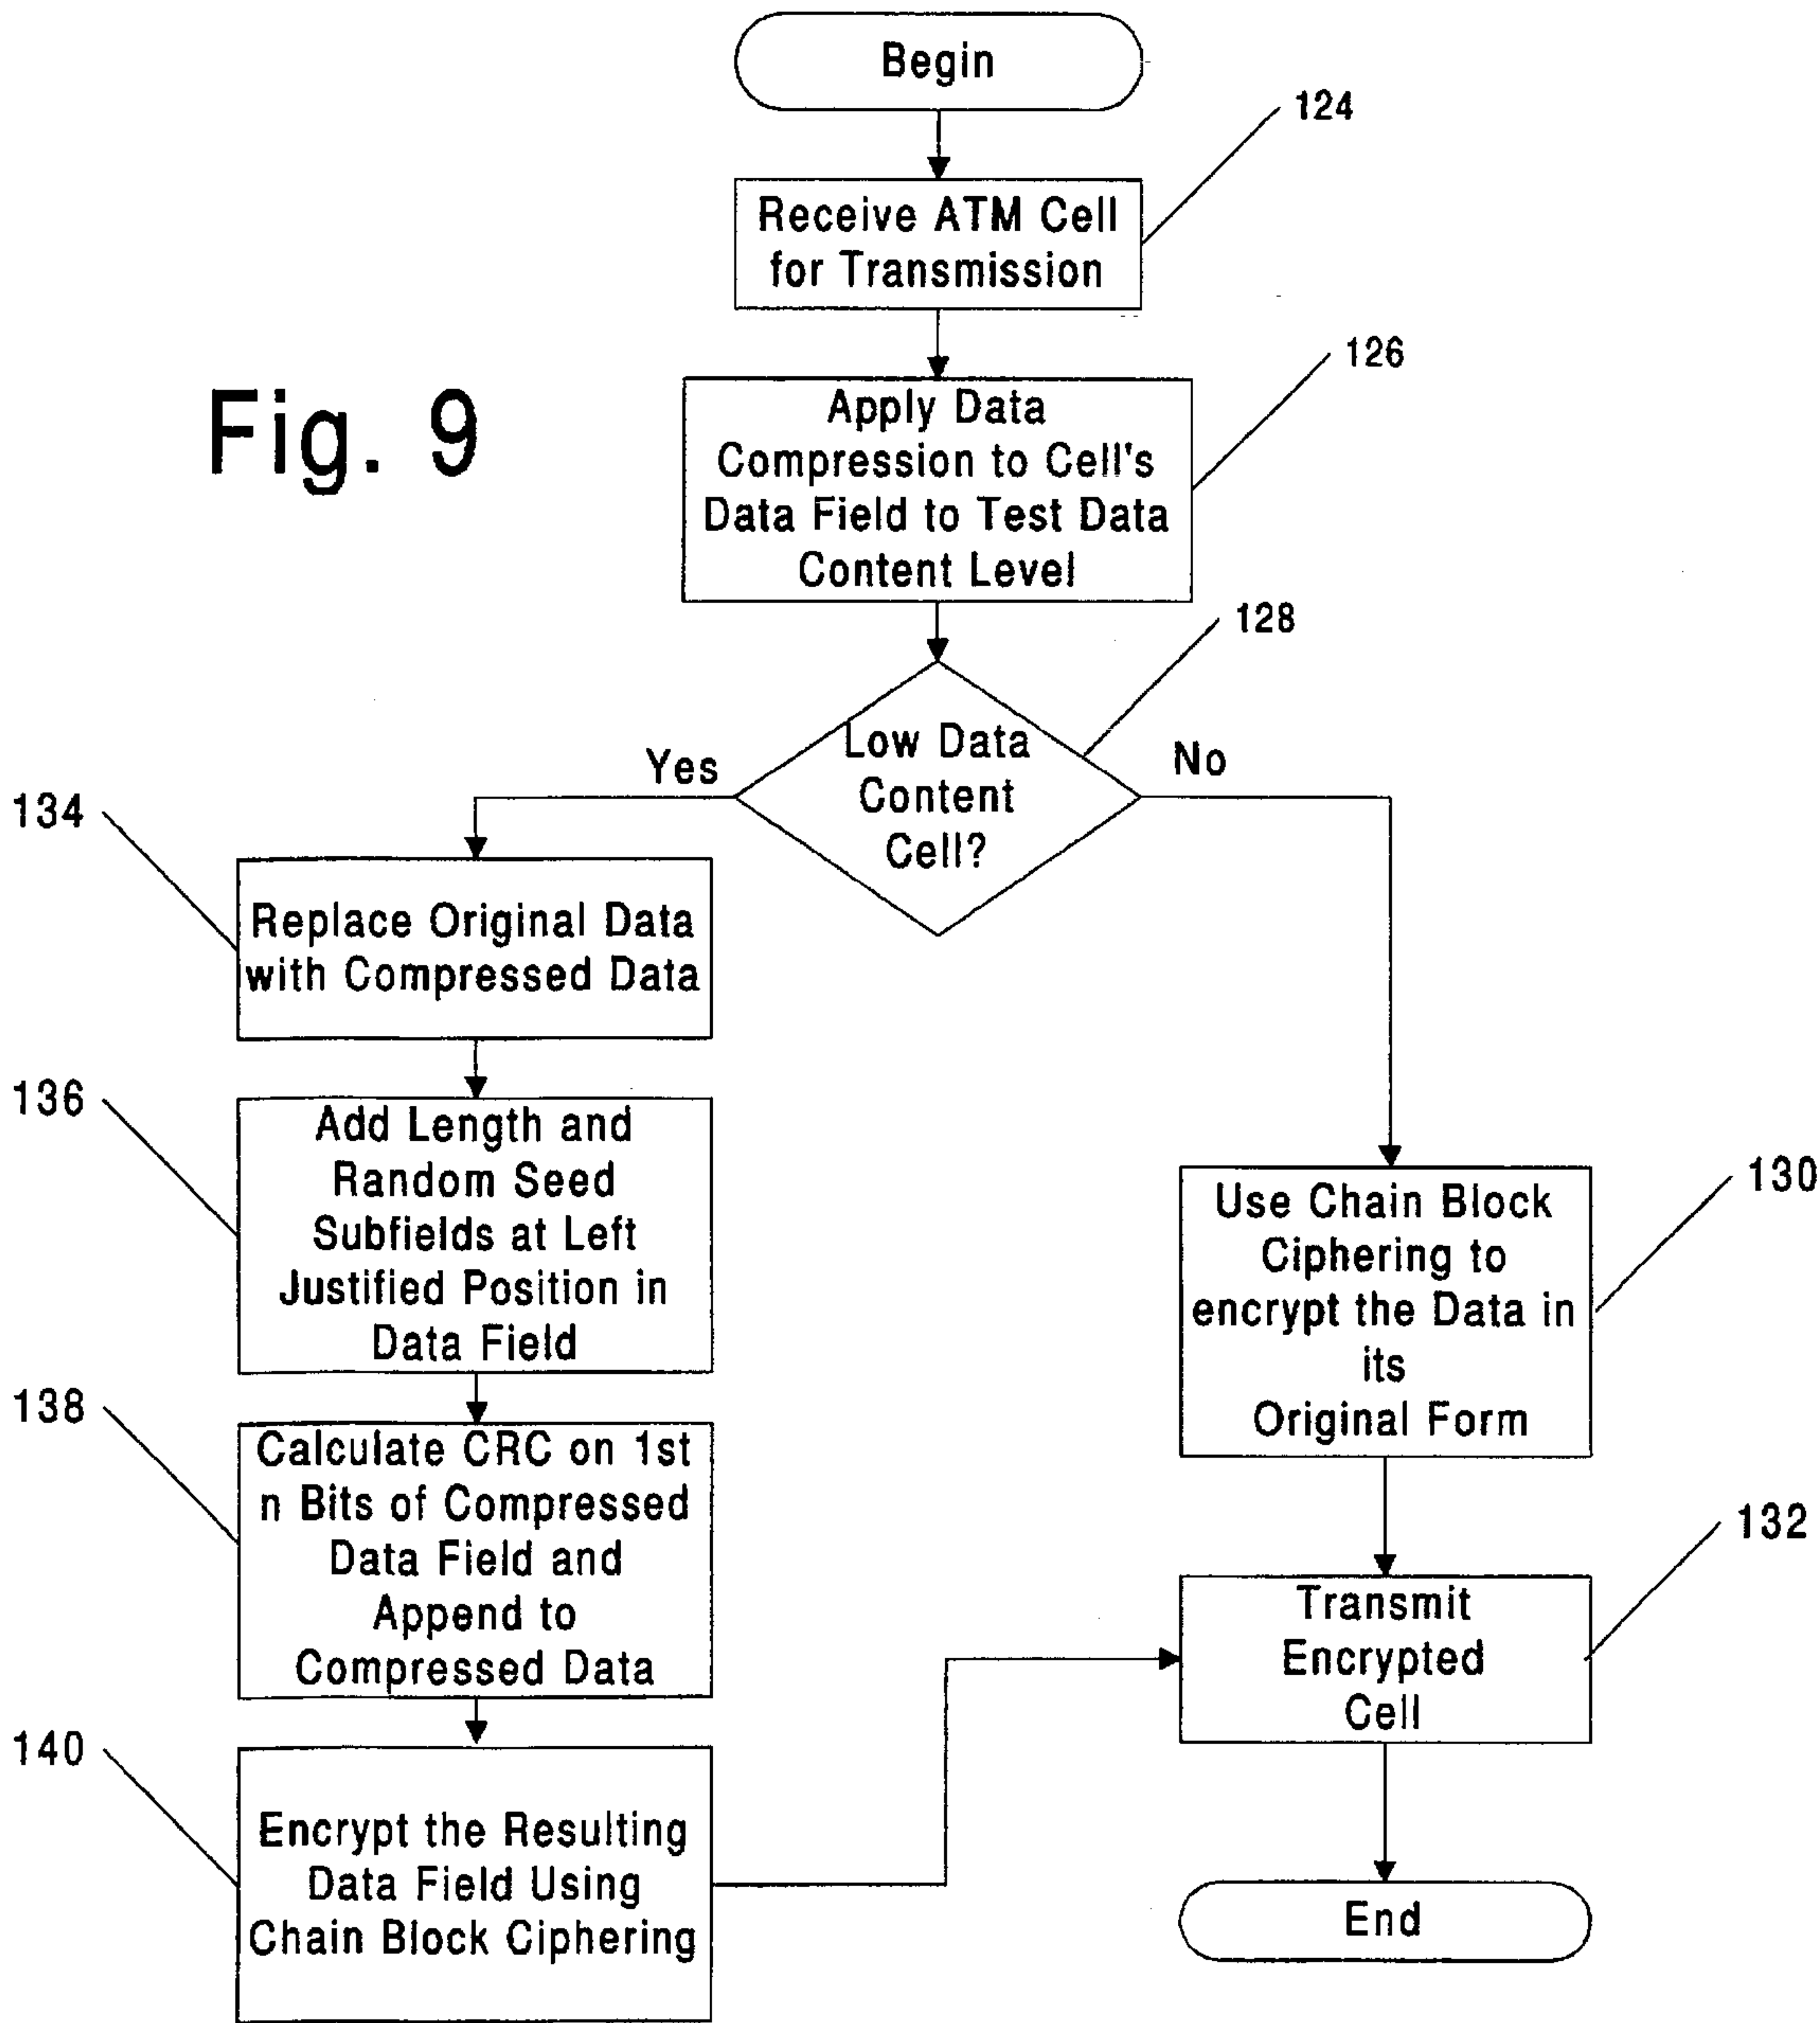 Begin
124
Receive ATM Cell
for Transmission
126
Fig. 9
Apply Data
Compression to Cell's
Data Field to Test Data
Content Level
128
Low Data
Content
Cell?
Yes
No
134
Replace Original Data
with Compressed Data
136
Add Length and
Random Seed
Subfields at Left
Justified Position in
Data Field
130
Use Chain Block
Ciphering to
encrypt the Data in
its
Original Form
138
Calculate CRC on 1st
n Bits of Compressed
Data Field and
Append to
Compressed Data
132
Transmit
Encrypted
Cell
140
Encrypt the Resulting
Data Field Using
Chain Block Ciphering
End